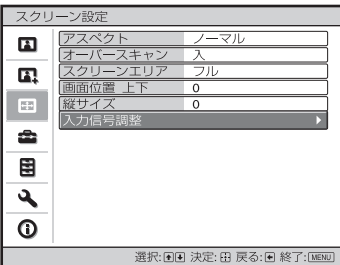 スクリーン設定
アスペクト ノーマル
オーバースキャン 入
スクリーンエリア フル
画面位置 上下 0
縦サイズ 0
入力信号調整
選択: 決定: 戻る: 終了:MENU